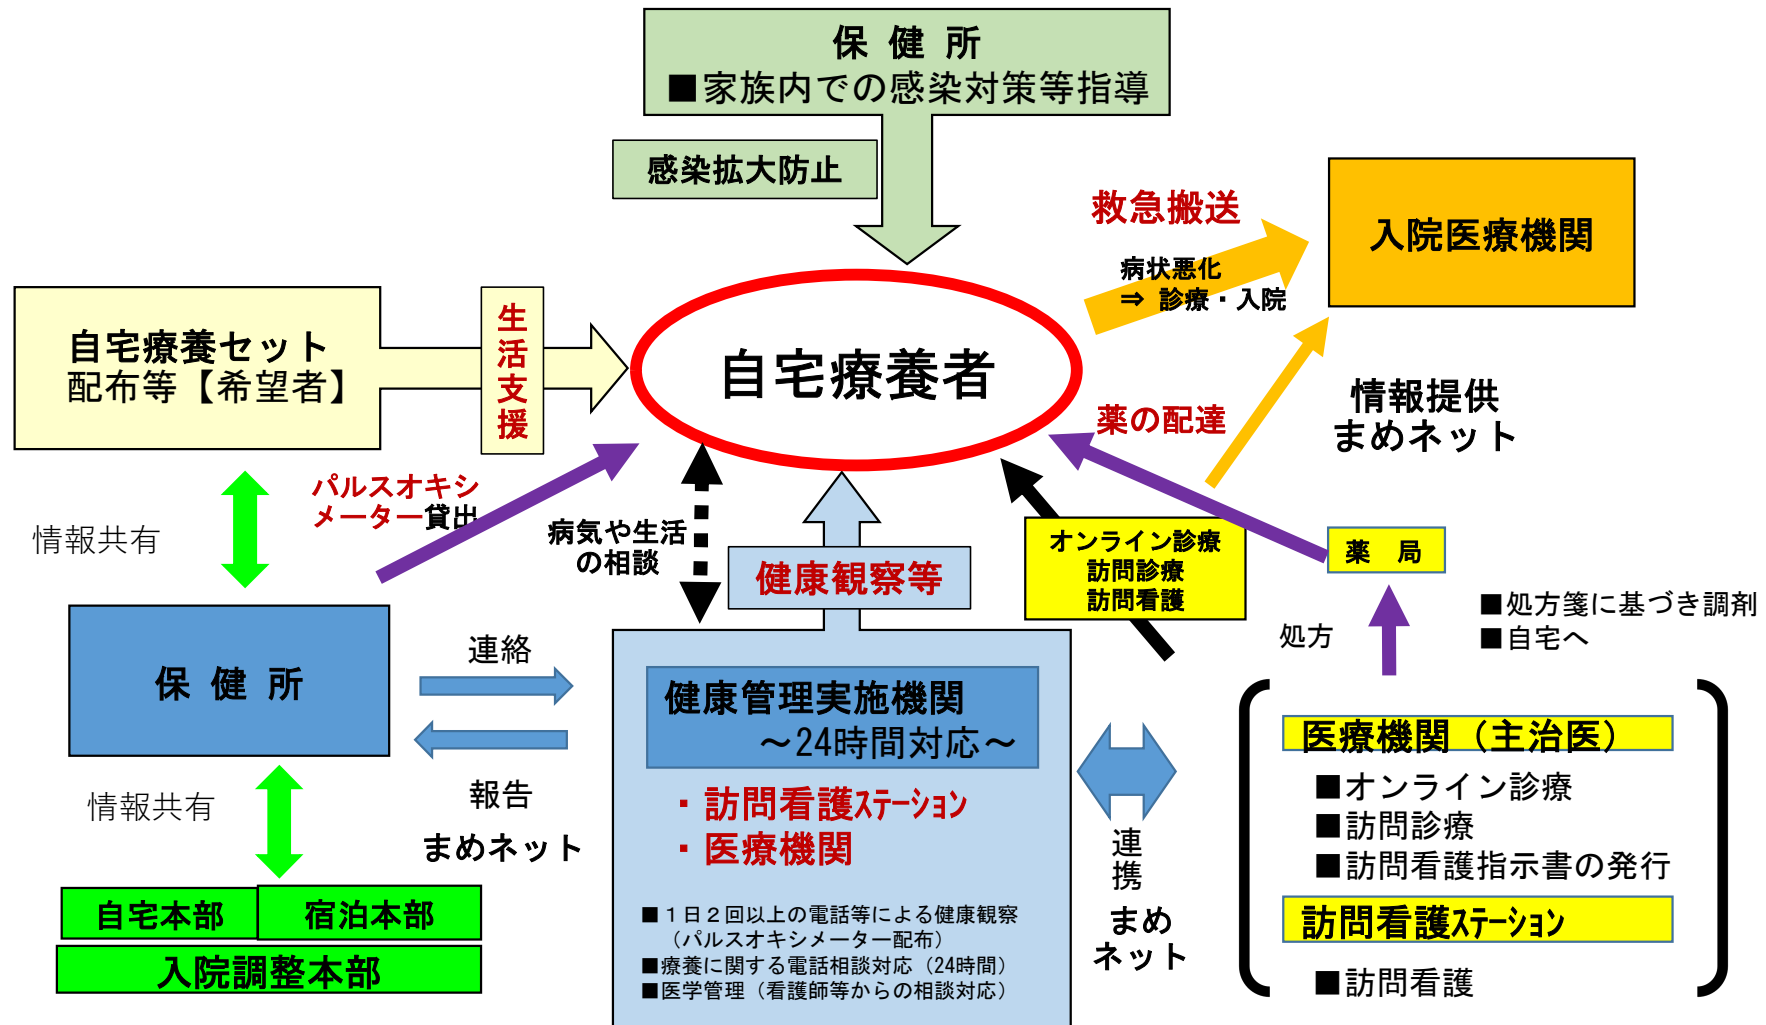 保 健 所
■家族内での感染対策等指導
感染拡大防止
救急搬送
病状悪化
⇒ 診療・入院
入院医療機関
自宅療養セット
配布等【希望者】
生活支援
自宅療養者
薬の配達
情報提供
まめネット
パルスオキシ
メーター貸出
情報共有
病気や生活
の相談
健康観察等
オンライン診療
訪問診療
訪問看護
薬 局
処方
■処方箋に基づき調剤
■自宅へ
保 健 所
連絡
報告
まめネット
健康管理実施機関
～24時間対応～
・訪問看護ｽﾃｰｼｮﾝ
・医療機関
■１日２回以上の電話等による健康観察
（パルスオキシメーター配布）
■療養に関する電話相談対応（24時間）
■医学管理（看護師等からの相談対応）
連携
まめ
ネット
医療機関（主治医）
■オンライン診療
■訪問診療
■訪問看護指示書の発行
訪問看護ｽﾃｰｼｮﾝ
■訪問看護
情報共有
自宅本部
宿泊本部
入院調整本部